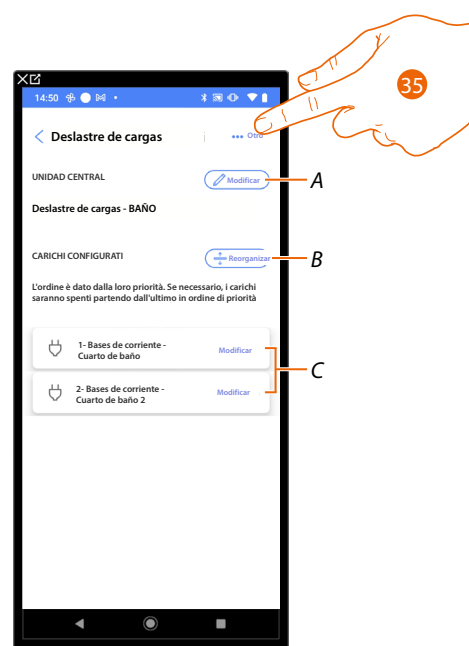 35
14:50
Deslastre de cargas
Otro
UNIDAD CENTRAL
Modificar
A
Deslastre de cargas - BAÑO
CARICHI CONFIGURATI
Reorganizar
B
L'ordine è dato dalla loro priorità. Se necessario, i carichi
saranno spenti partendo dall'ultimo in ordine di priorità
1- Bases de corriente -
Cuarto de baño
Modificar
C
2- Bases de corriente -
Cuarto de baño 2
Modificar